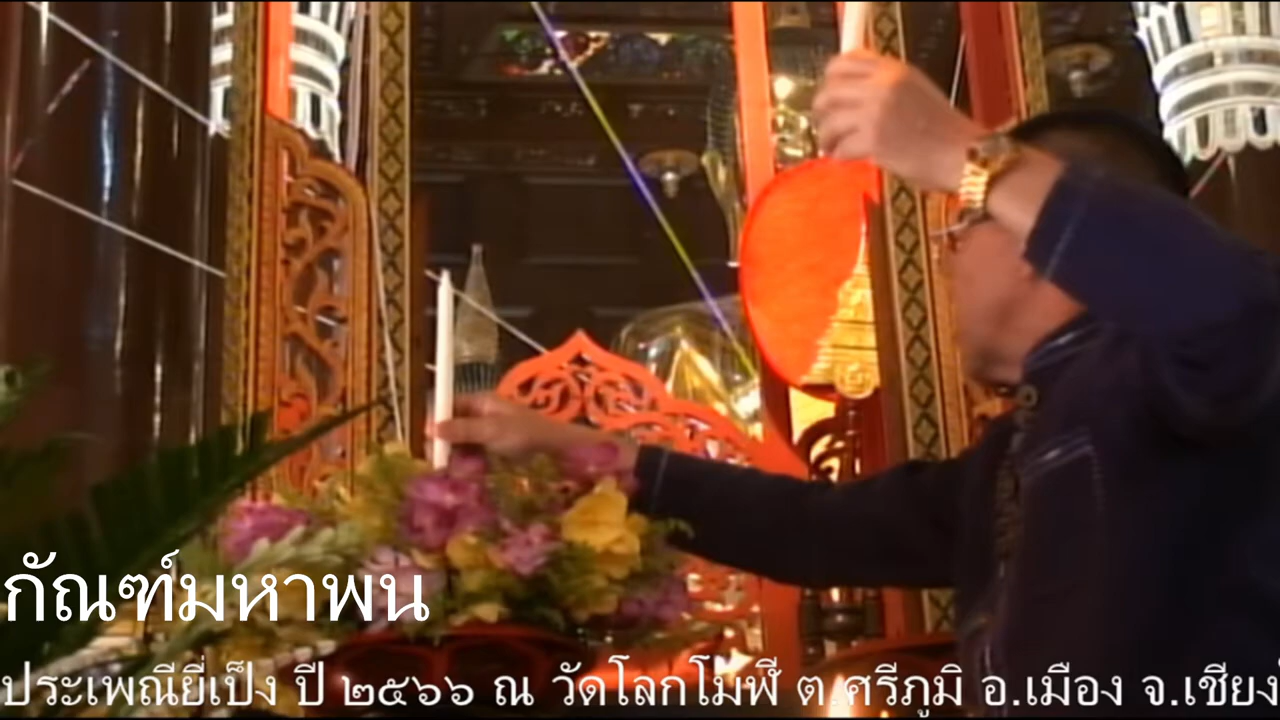 กัณฑ์มหาพน
ประเพณียี่เป็ง ปี ๒๕๖๖ ณ วัดโลกโมฬี ต.ศรีภูมิ อ.เมือง จ.เชียง